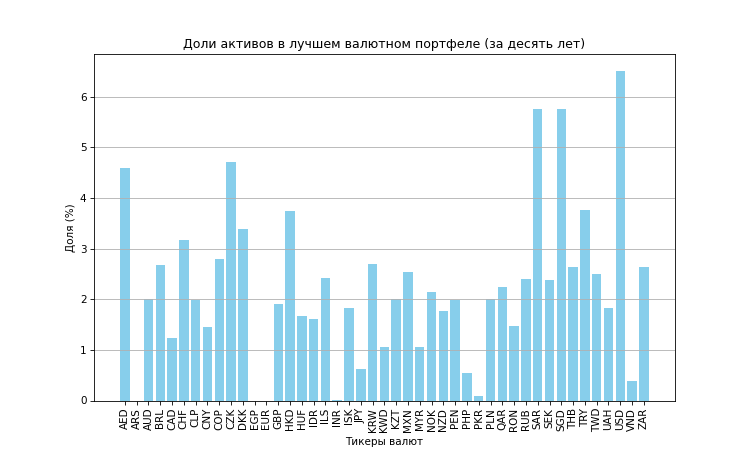 Доли активов в лучшем валютном портфеле (за десять лет)
Доля (%)
6
5
4
3
2
1
0
AED ARS AUD BRL CAD CHF CLP CNY COP CZK DKK EGP EUR GBP HKD HUF IDR ILS INR ISK JPY KRW KWD KZT MXN MYR NOK NZD PEN PHP PKR PLN QAR RON RUB SAR SEK SGD THB TRY TWD UAH USD VND ZAR
Тикеры валют